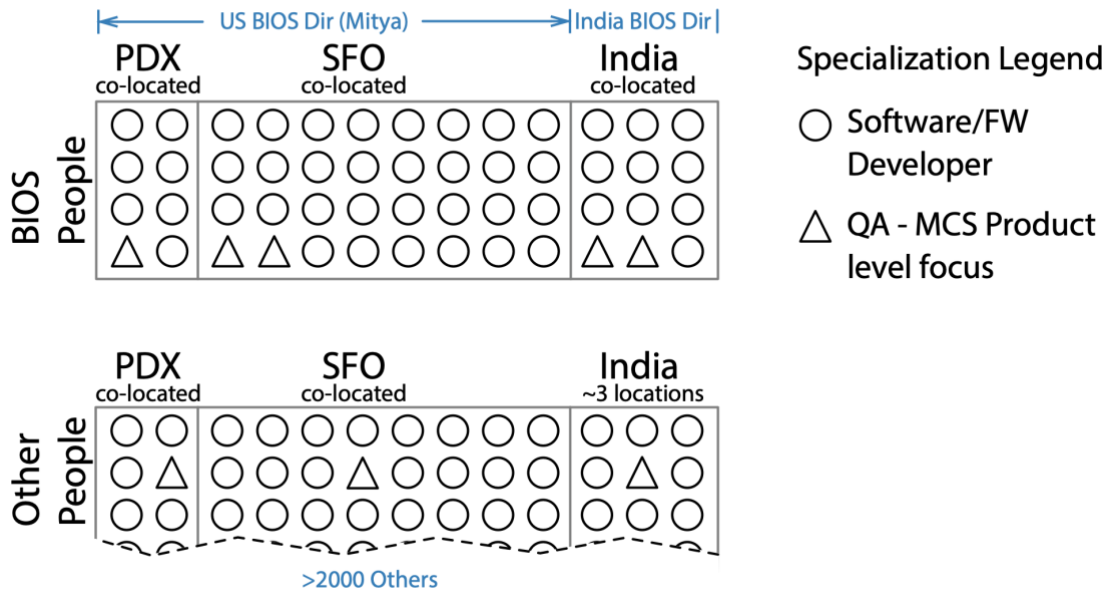 US BIOS Dir (Mitya)
India BIOS Dir
PDX
co-located
SFO
co-located
India
co-located
BIOS
People
Specialization Legend
Software/FW
Developer
QA - MCS Product
level focus
PDX
co-located
SFO
co-located
India
~3 locations
Other
People
>2000 Others